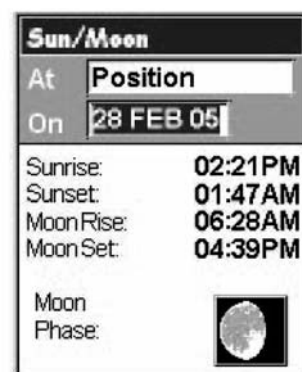 Sun/Moon
At Position
On 28 FEB 05
Sunrise: 02:21PM
Sunset: 01:47AM
Moon Rise: 06:28AM
Moon Set: 04:39PM
Moon
Phase: